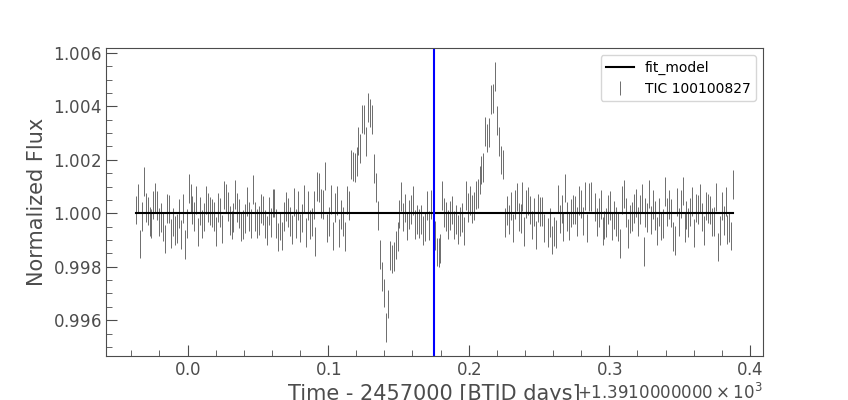 1.006
1.004
1.002
1.000
0.998
0.996
Normalized Flux
fit_model
TIC 100100827
0.0 0.1 0.2 0.3 0.4
Time - 2457000 [BTJD days]
+1.3910000000 × 10³